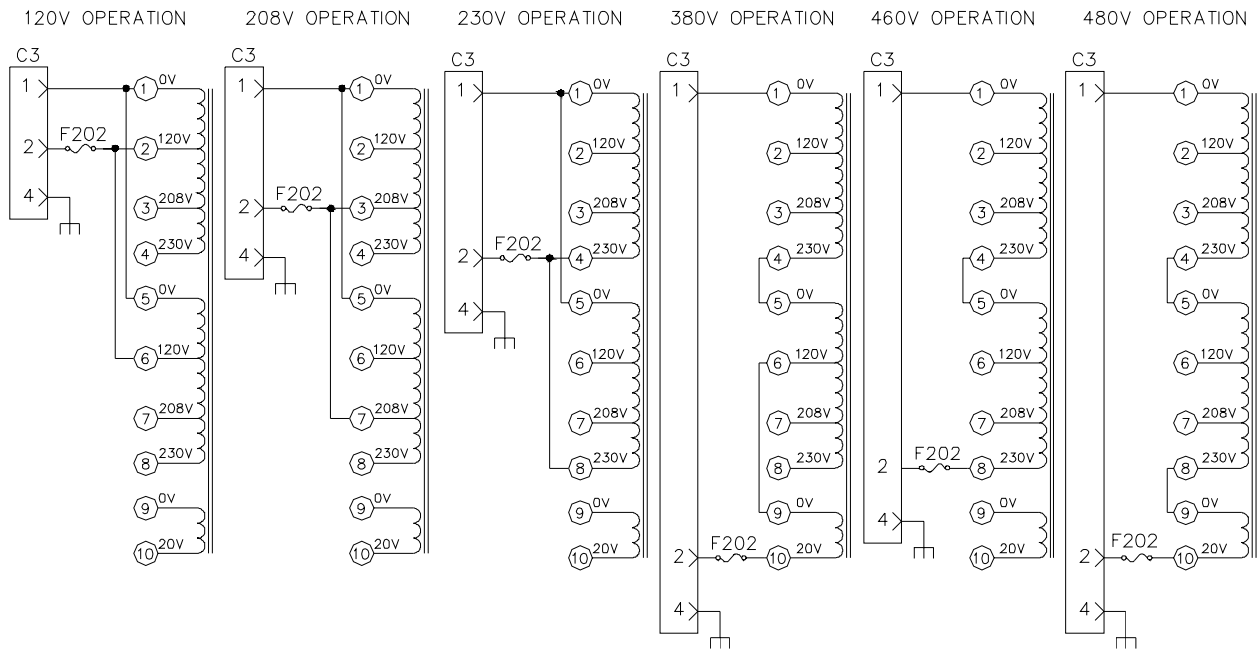 120V OPERATION
C3
1
2
4
F202
1 0V
2 120V
3 208V
4 230V
5 0V
6 120V
7 208V
8 230V
9 0V
10 20V
208V OPERATION
C3
1
2
4
F202
1 0V
2 120V
3 208V
4 230V
5 0V
6 120V
7 208V
8 230V
9 0V
10 20V
230V OPERATION
C3
1
2
4
F202
1 0V
2 120V
3 208V
4 230V
5 0V
6 120V
7 208V
8 230V
9 0V
10 20V
380V OPERATION
C3
1
2
4
F202
1 0V
2 120V
3 208V
4 230V
5 0V
6 120V
7 208V
8 230V
9 0V
10 20V
460V OPERATION
C3
1
2
4
F202
1 0V
2 120V
3 208V
4 230V
5 0V
6 120V
7 208V
8 230V
9 0V
10 20V
480V OPERATION
C3
1
2
4
F202
1 0V
2 120V
3 208V
4 230V
5 0V
6 120V
7 208V
8 230V
9 0V
10 20V